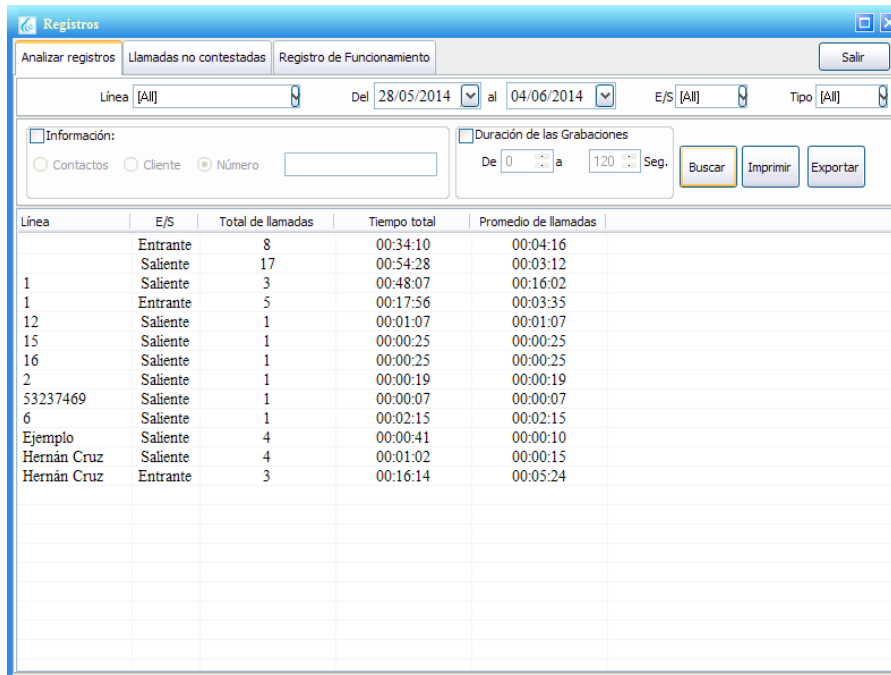 Registros
Analizar registros Llamadas no contestadas Registro de Funcionamiento Salir
Línea [All] Del 28/05/2014 al 04/06/2014 E/S [All] Tipo [All]
Información: Duración de las Grabaciones
Contactos Cliente Número De 0 a 120 Seg. Buscar Imprimir Exportar
Línea E/S Total de llamadas Tiempo total Promedio de llamadas
Entrante 8 00:34:10 00:04:16
Saliente 17 00:54:28 00:03:12
1 Saliente 3 00:48:07 00:16:02
1 Entrante 5 00:17:56 00:03:35
12 Saliente 1 00:01:07 00:01:07
15 Saliente 1 00:00:25 00:00:25
16 Saliente 1 00:00:25 00:00:25
2 Saliente 1 00:00:19 00:00:19
53237469 Saliente 1 00:00:07 00:00:07
6 Saliente 1 00:02:15 00:02:15
Ejemplo Saliente 4 00:00:41 00:00:10
Hernán Cruz Saliente 4 00:01:02 00:00:15
Hernán Cruz Entrante 3 00:16:14 00:05:24